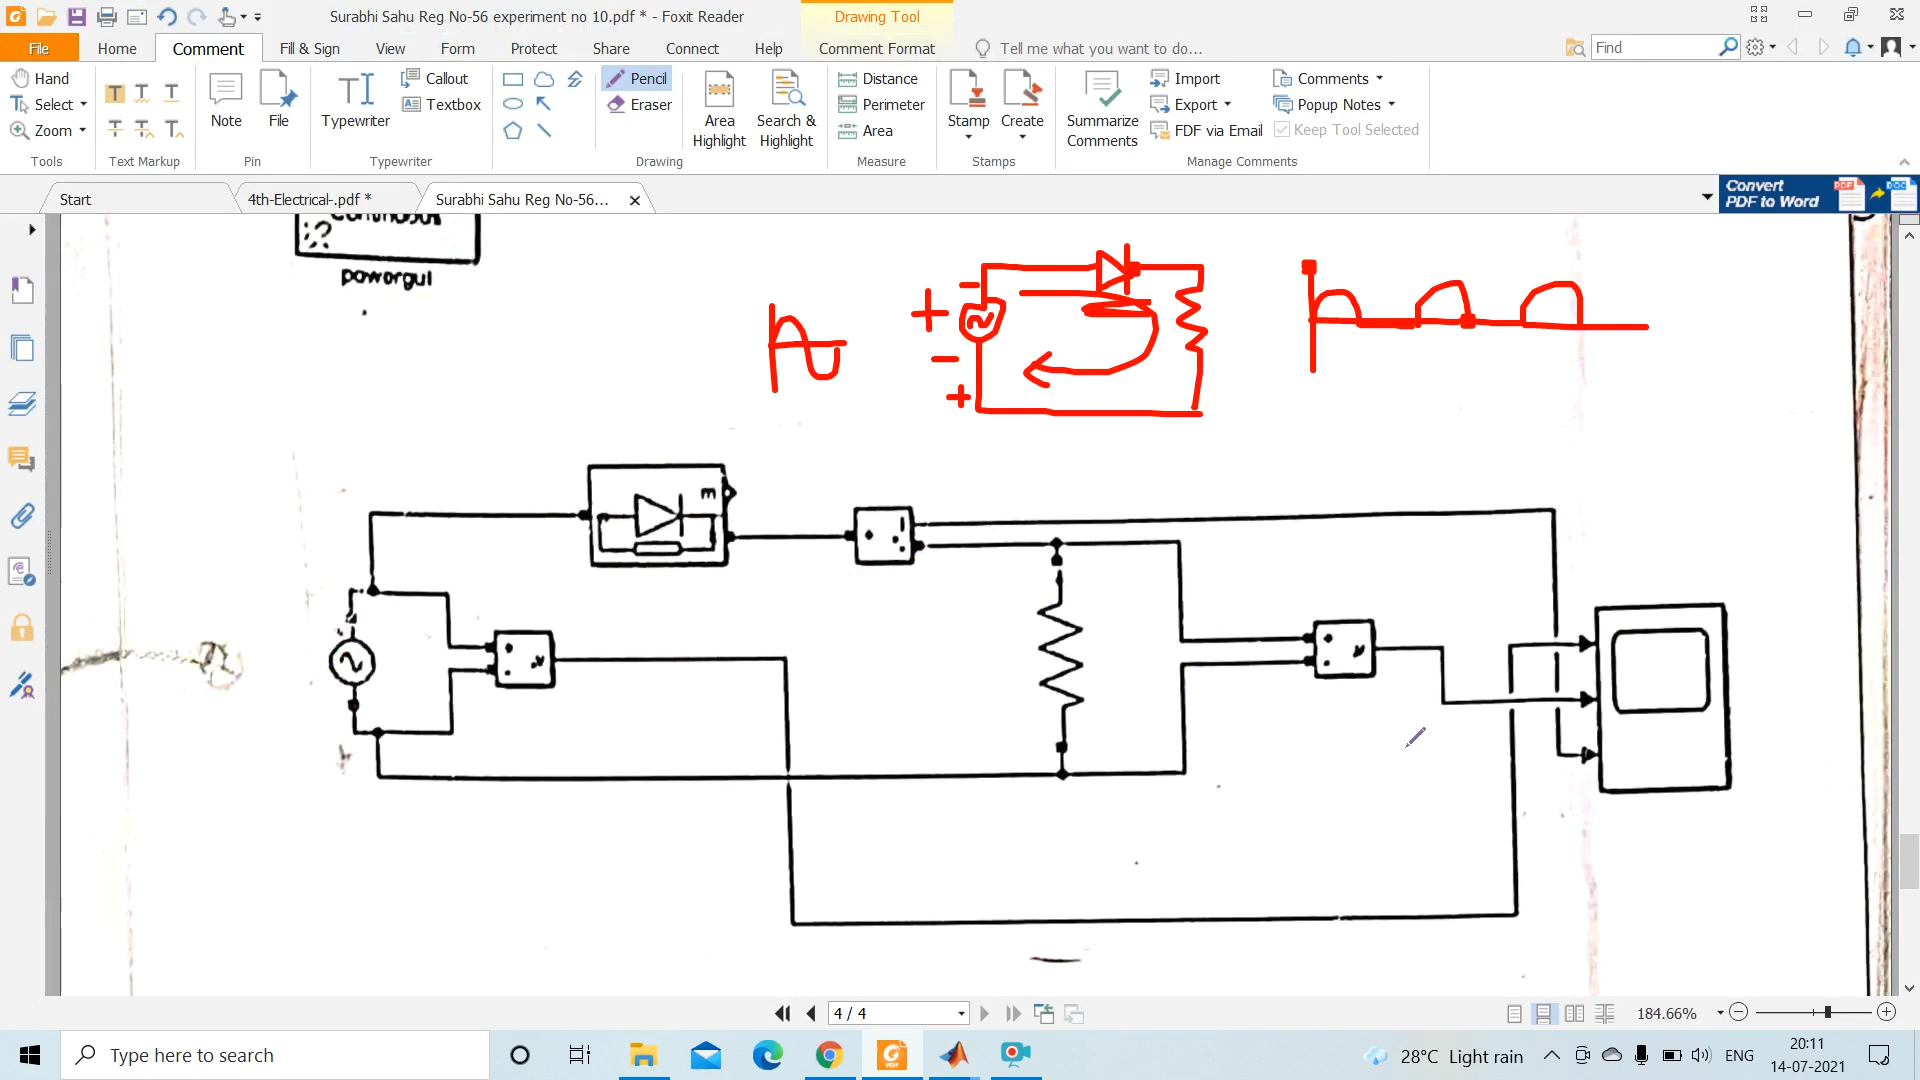 Surabhi Sahu Reg No-56 experiment no 10.pdf * - Foxit Reader
Drawing Tool
File
Home
Comment
Fill & Sign
View
Form
Protect
Share
Connect
Help
Comment Format
Tell me what you want to do...
Find
Hand
Select
Zoom
Tools
Text Markup
Note
File
Pin
Typewriter
Callout
Textbox
Typewriter
Pencil
Eraser
Area Highlight
Search & Highlight
Drawing
Distance
Perimeter
Area
Measure
Stamp
Create
Stamps
Summarize Comments
Import
Export
FDF via Email
Comments
Popup Notes
Keep Tool Selected
Manage Comments
Start
4th-Electrical-.pdf *
Surabhi Sahu Reg No-56...
Convert
PDF to Word
poworgul
m
4 / 4
184.66%
Type here to search
28°C Light rain
ENG
20:11
14-07-2021